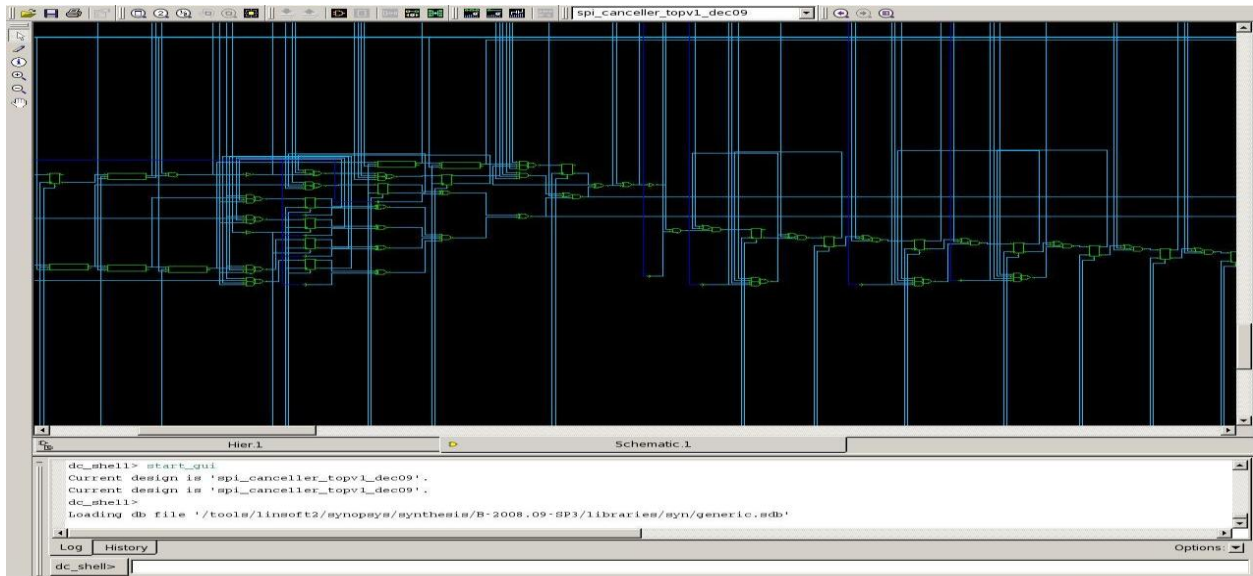 spi_canceller_topv1_dec09
Hier.1
Schematic.1
dc_shell> start_gui
Current design is 'spi_canceller_topv1_dec09'.
Current design is 'spi_canceller_topv1_dec09'.
dc_shell>
Loading db file '/tools/linsoft2/synopsys/synthesis/B-2008.09-SP3/libraries/syn/generic.sdb'
Log History Options:
dc_shell>